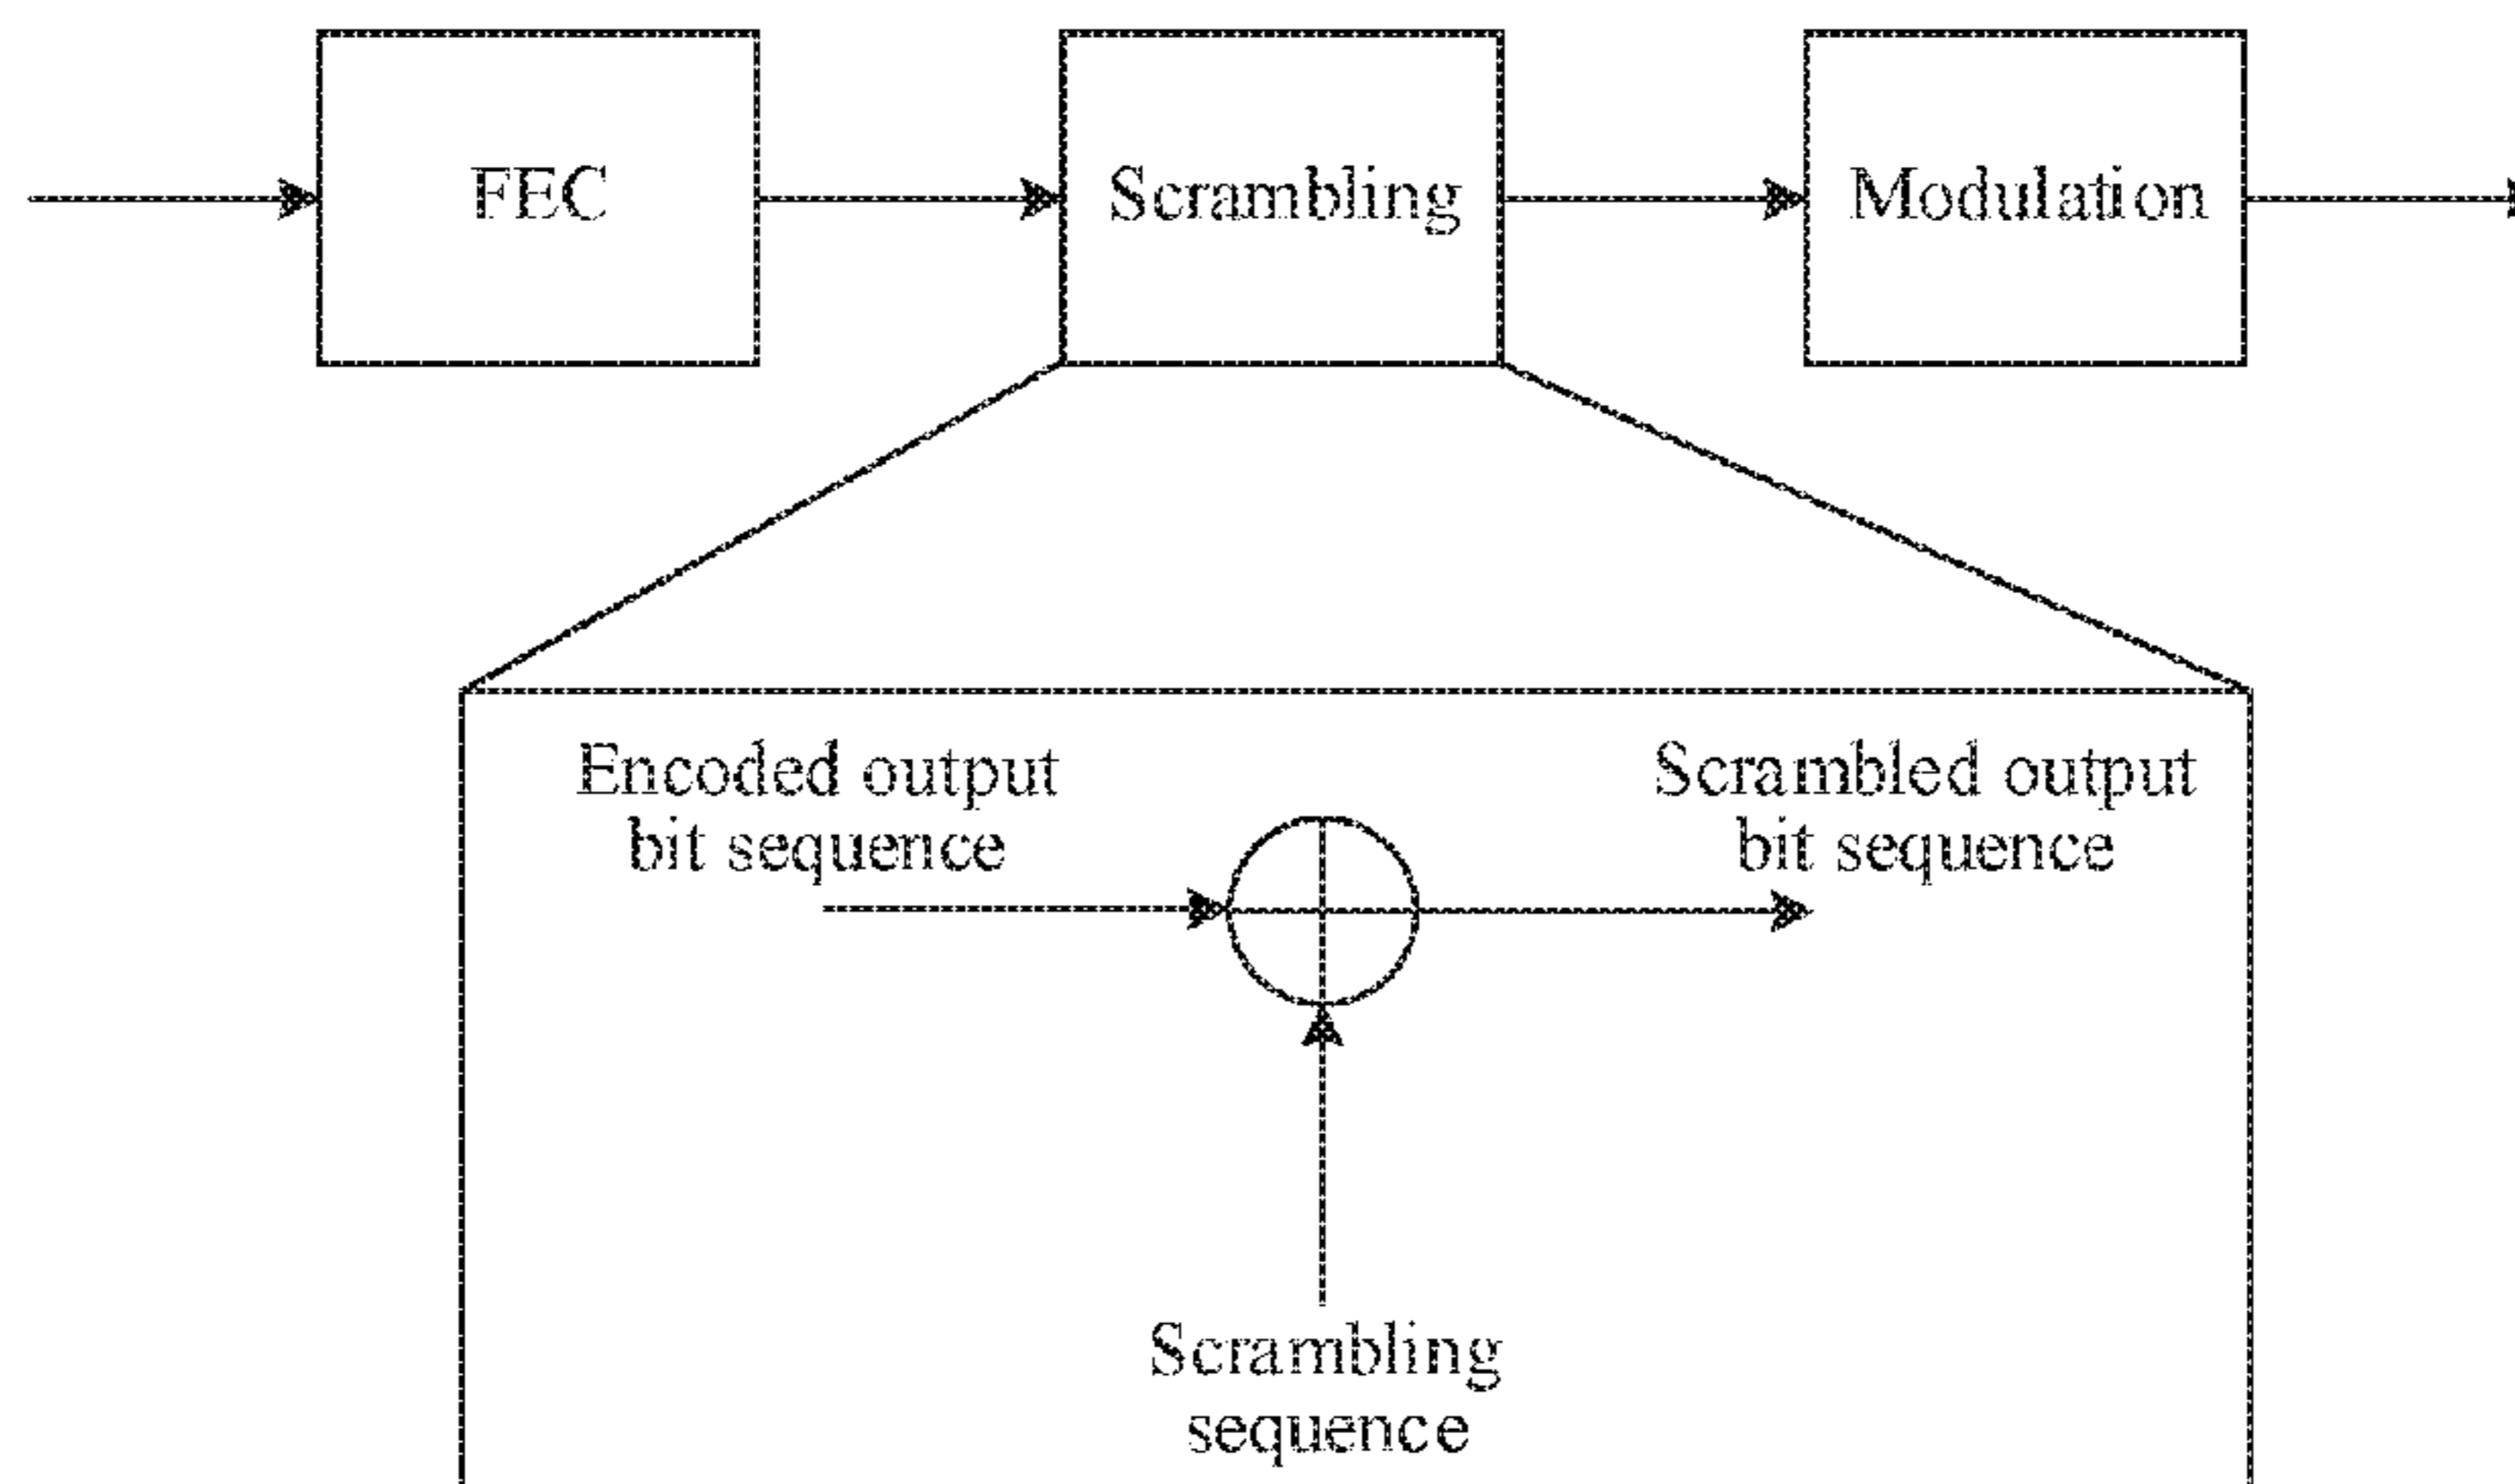 FEC
Scrambling
Modulation
Encoded output
bit sequence
Scrambled output
bit sequence
Scrambling
sequence